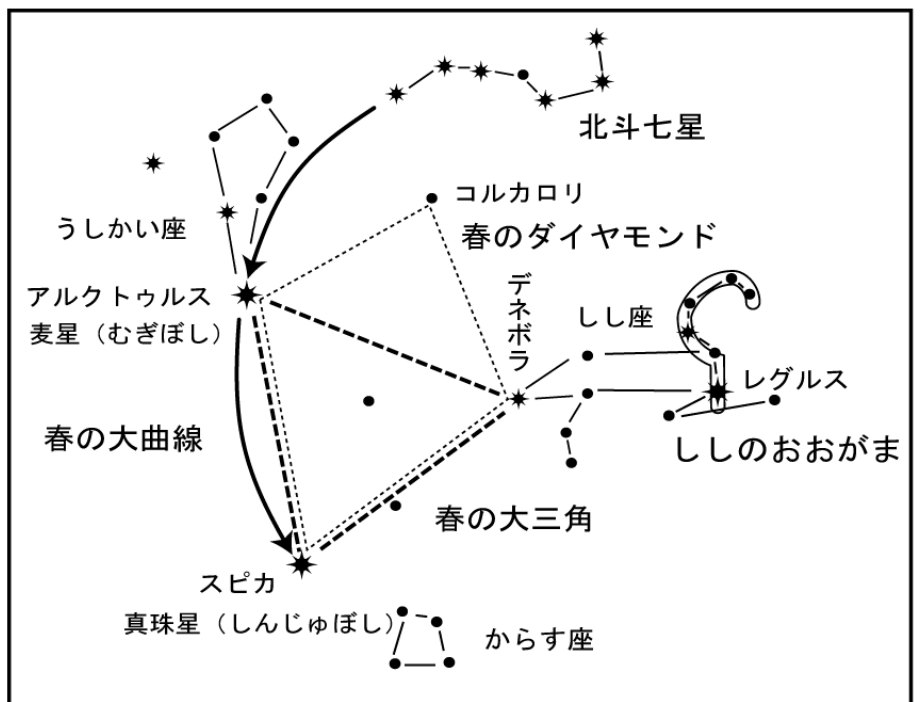 北斗七星
コルカロリ
うしかい座
春のダイヤモンド
デネボラ
アルクトゥルス
しし座
麦星（むぎぼし）
レグルス
春の大曲線
ししのおおがま
春の大三角
スピカ
真珠星（しんじゅぼし）
からす座